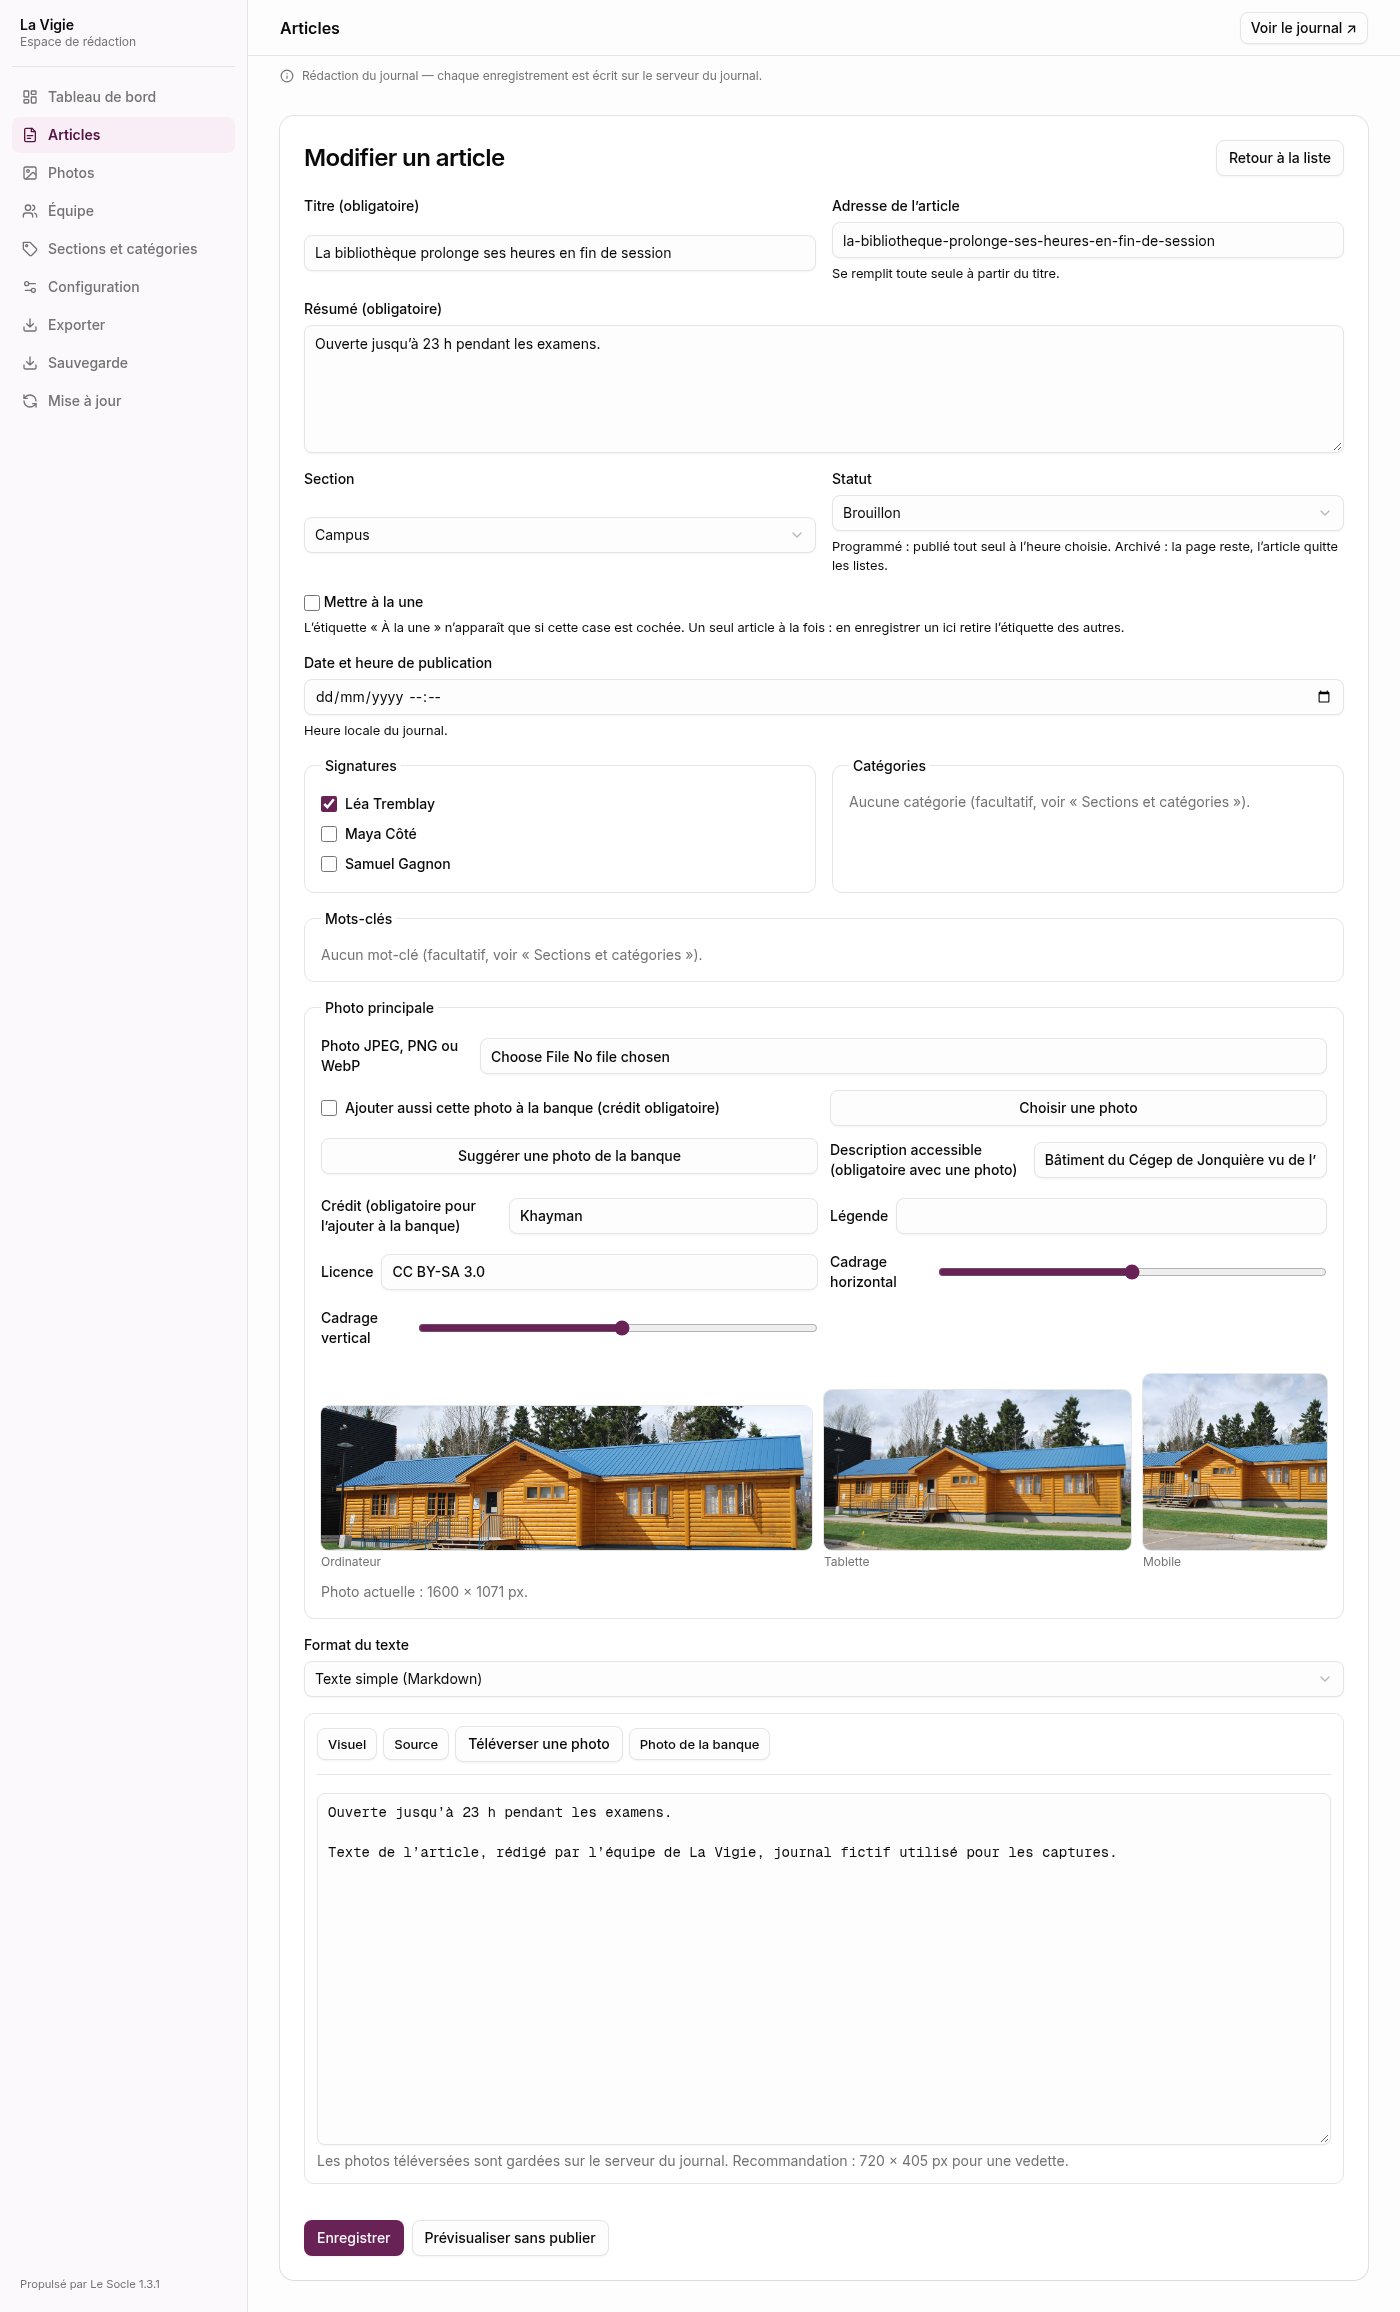 La Vigie
Espace de rédaction
Tableau de bord
Articles
Photos
Équipe
Sections et catégories
Configuration
Exporter
Sauvegarde
Mise à jour
Propulsé par Le Socle 1.3.1
Articles
Voir le journal
Rédaction du journal — chaque enregistrement est écrit sur le serveur du journal.
Modifier un article
Retour à la liste
Titre (obligatoire)
La bibliothèque prolonge ses heures en fin de session
Adresse de l’article
la-bibliotheque-prolonge-ses-heures-en-fin-de-session
Se remplit toute seule à partir du titre.
Résumé (obligatoire)
Ouverte jusqu’à 23 h pendant les examens.
Section
Campus
Statut
Brouillon
Programmé : publié tout seul à l’heure choisie. Archivé : la page reste, l’article quitte
les listes.
Mettre à la une
L’étiquette « À la une » n’apparaît que si cette case est cochée. Un seul article à la fois : en enregistrer un ici retire l’étiquette des autres.
Date et heure de publication
dd/mm/yyyy --:--
Heure locale du journal.
Signatures
Léa Tremblay
Maya Côté
Samuel Gagnon
Catégories
Aucune catégorie (facultatif, voir « Sections et catégories »).
Mots-clés
Aucun mot-clé (facultatif, voir « Sections et catégories »).
Photo principale
Photo JPEG, PNG ou
WebP
Choose File No file chosen
Ajouter aussi cette photo à la banque (crédit obligatoire)
Choisir une photo
Suggérer une photo de la banque
Description accessible
(obligatoire avec une photo)
Bâtiment du Cégep de Jonquière vu de l’
Crédit (obligatoire pour
l’ajouter à la banque)
Khayman
Légende
Licence
CC BY-SA 3.0
Cadrage
horizontal
Cadrage
vertical
Ordinateur
Tablette
Mobile
Photo actuelle : 1600 × 1071 px.
Format du texte
Texte simple (Markdown)
Visuel
Source
Téléverser une photo
Photo de la banque
Ouverte jusqu’à 23 h pendant les examens.
Texte de l’article, rédigé par l’équipe de La Vigie, journal fictif utilisé pour les captures.
Les photos téléversées sont gardées sur le serveur du journal. Recommandation : 720 × 405 px pour une vedette.
Enregistrer
Prévisualiser sans publier